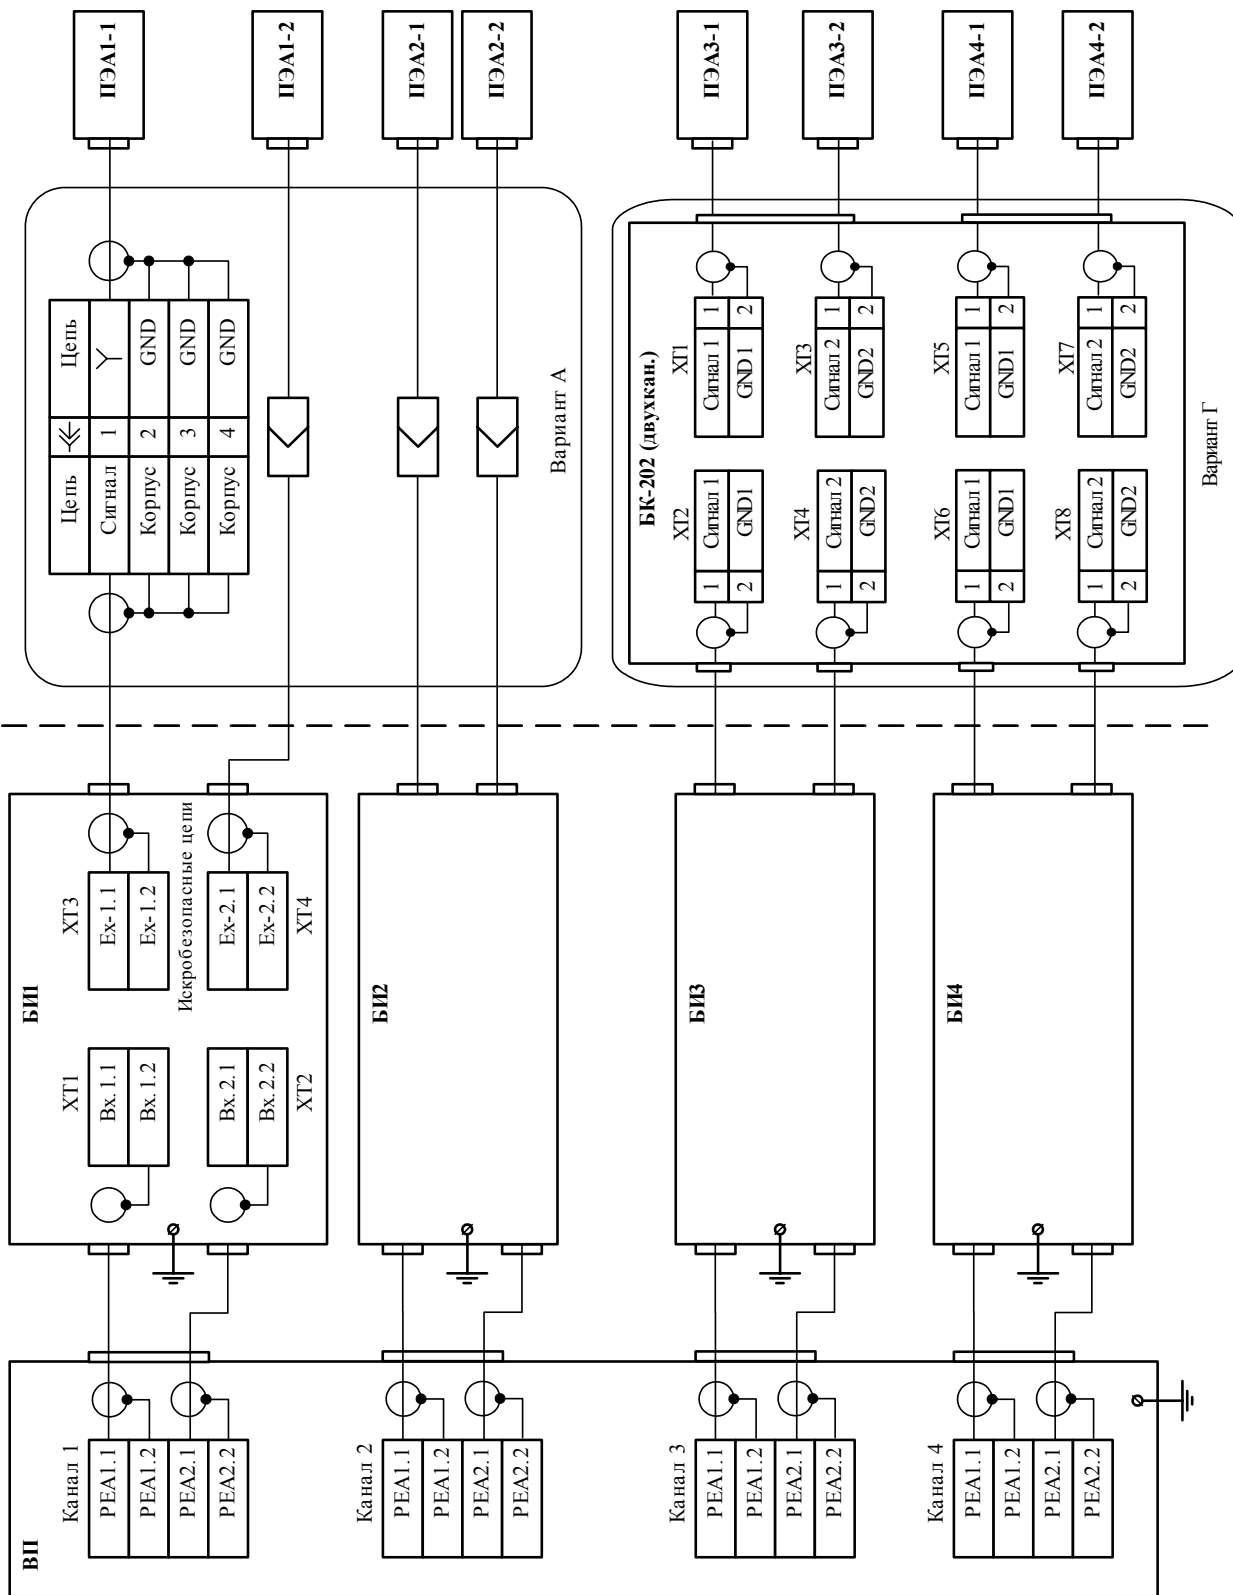 ВП
Канал 1
PEA1.1
PEA1.2
PEA2.1
PEA2.2
Канал 2
PEA1.1
PEA1.2
PEA2.1
PEA2.2
Канал 3
PEA1.1
PEA1.2
PEA2.1
PEA2.2
Канал 4
PEA1.1
PEA1.2
PEA2.1
PEA2.2
БИ1
XT1
Вх.1.1
Вх.1.2
Вх.2.1
Вх.2.2
XT2
XT3
Ex-1.1
Ex-1.2
Искробезопасные цепи
Ex-2.1
Ex-2.2
XT4
БИ2
БИ3
БИ4
Цепь
Цепь
Сигнал
1
Корпус
2
GND
Корпус
3
GND
Корпус
4
GND
Вариант А
БК-202 (двухкан.)
XT2
1
Сигнал 1
2
GND1
XT1
Сигнал 1
1
GND1
2
XT4
1
Сигнал 2
2
GND2
XT3
Сигнал 2
1
GND2
2
XT6
1
Сигнал 1
2
GND1
XT5
Сигнал 1
1
GND1
2
XT8
1
Сигнал 2
2
GND2
XT7
Сигнал 2
1
GND2
2
Вариант Г
ПЭА1-1
ПЭА1-2
ПЭА2-1
ПЭА2-2
ПЭА3-1
ПЭА3-2
ПЭА4-1
ПЭА4-2